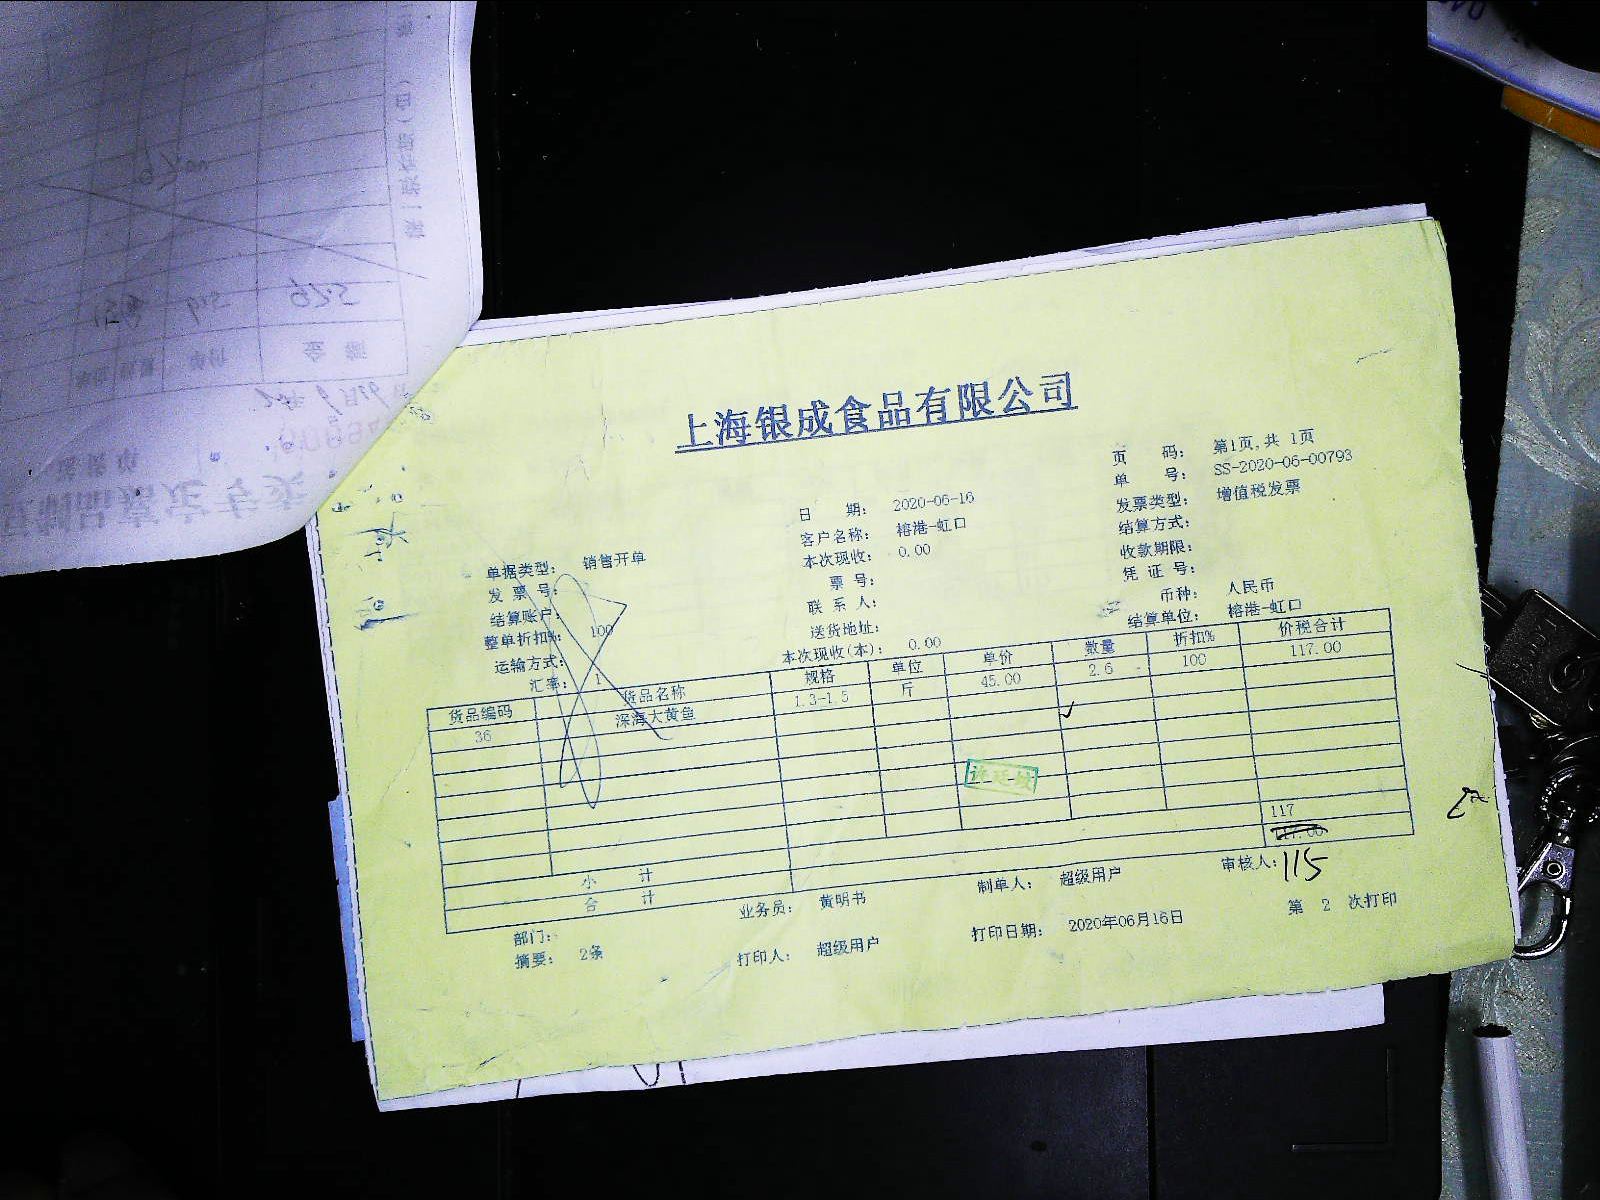 上海银成食品有限公司
页 码： 第1页, 共 1页
单 号： SS-2020-06-00793
日 期： 2020-06-16 发票类型： 增值税发票
单据类型： 销售开单 客户名称： 榕港-虹口 结算方式：
发 票 号： 本次现收： 0.00 收款期限：
结算账户： 票 号： 凭 证 号：
整单折扣%： 100 联 系 人： 币种： 人民币
运输方式： 送货地址： 结算单位： 榕港-虹口
汇率： 1 本次现收(本)： 0.00
货品编码 货品名称 规格 单位 单价 数量 折扣% 价税合计
36 深海大黄鱼 1.3-1.5 斤 45.00 2.6 100 117.00
小 计 117
合 计 117.00
115
部门： 业务员： 黄明书 制单人： 超级用户 审核人：
摘要： 2条 打印人： 超级用户 打印日期： 2020年06月16日 第 2 次打印